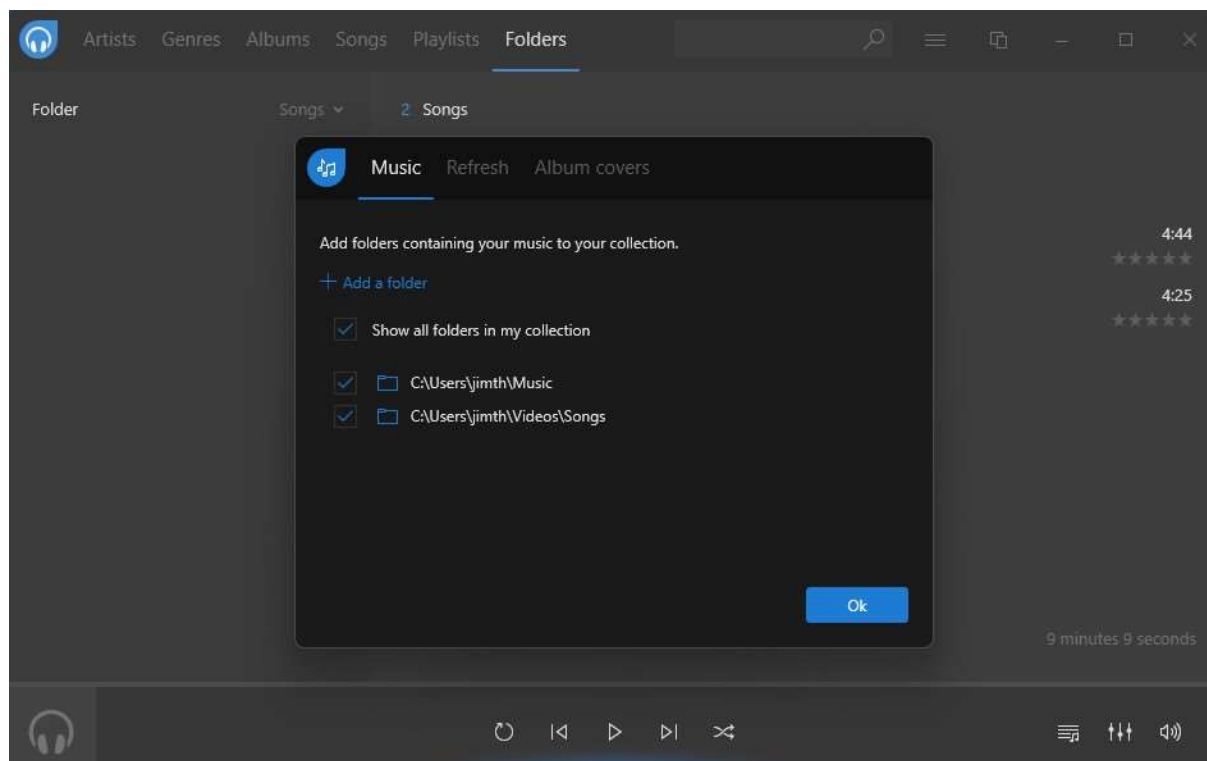 Artists Genres Albums Songs Playlists Folders
Folder Songs 2 Songs
Music Refresh Album covers
Add folders containing your music to your collection.
Add a folder
Show all folders in my collection
C:\Users\jimth\Music
C:\Users\jimth\Videos\Songs
4:44
4:25
Ok
9 minutes 9 seconds